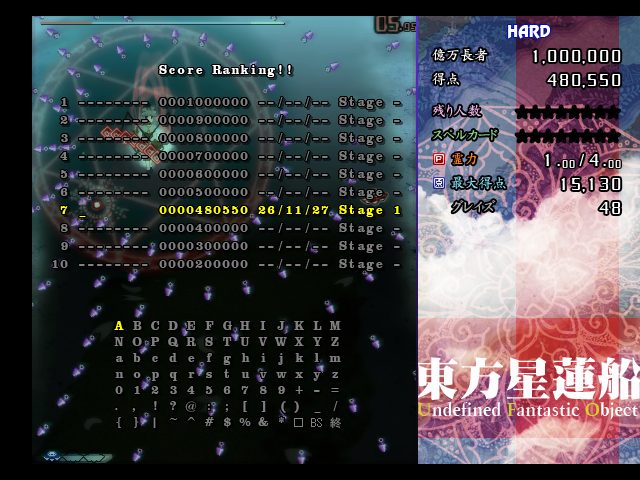 05.95
Score Ranking!!
1 -------- 0001000000 --/--/-- Stage -
2 -------- 0000900000 --/--/-- Stage -
3 -------- 0000800000 --/--/-- Stage -
4 -------- 0000700000 --/--/-- Stage -
5 -------- 0000600000 --/--/-- Stage -
6 -------- 0000500000 --/--/-- Stage -
7 _ 0000480550 26/11/27 Stage 1
8 -------- 0000400000 --/--/-- Stage -
9 -------- 0000300000 --/--/-- Stage -
10 -------- 0000200000 --/--/-- Stage -
A B C D E F G H I J K L M
N O P Q R S T U V W X Y Z
a b c d e f g h i j k l m
n o p q r s t u v w x y z
0 1 2 3 4 5 6 7 8 9 + - =
. , ! ? @ : ; [ ] ( ) _ /
{ } | ~ ^ # $ % & * □ BS 終
HARD
億万長者 1,000,000
得点 480,550
残り人数
スペルカード
P 霊力 1.00/4.00
点 最大得点 15,130
グレイズ 48
東方星蓮船
Undefined Fantastic Object